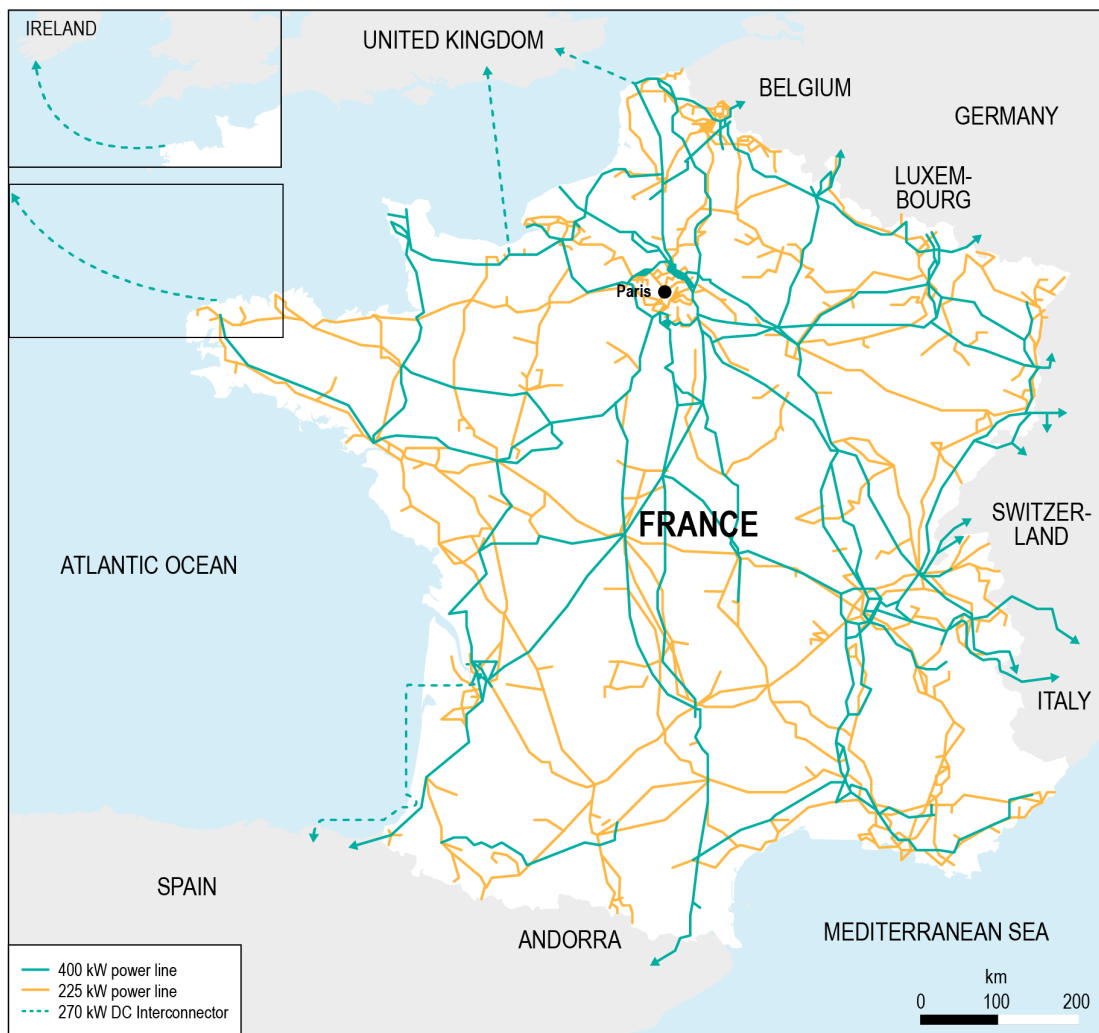 IRELAND
UNITED KINGDOM
BELGIUM
GERMANY
LUXEM-
BOURG
Paris
FRANCE
SWITZER-
LAND
ATLANTIC OCEAN
ITALY
SPAIN
ANDORRA
MEDITERRANEAN SEA
400 kW power line
225 kW power line
270 kW DC Interconnector
km
0 100 200